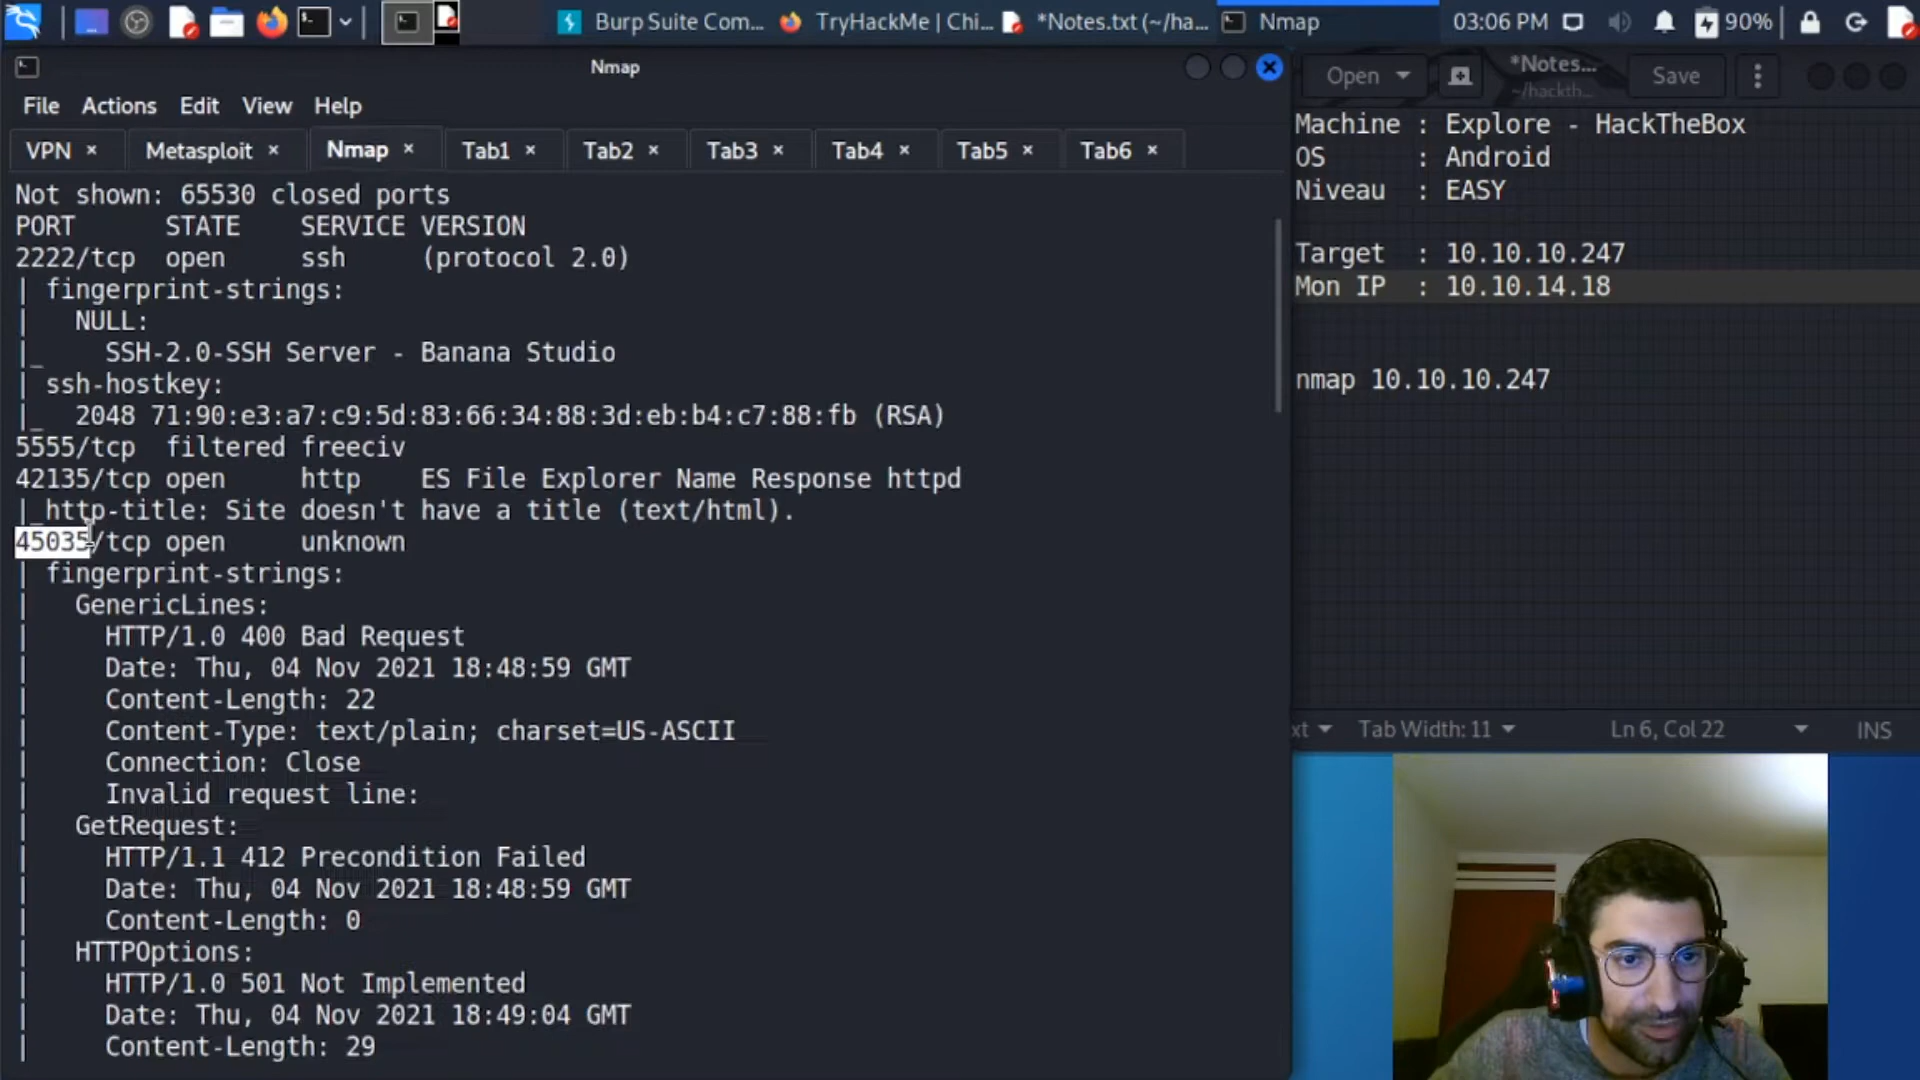 Burp Suite Com...
TryHackMe | Chi...
*Notes.txt (~/ha...
Nmap
03:06 PM
90%
Nmap
File Actions Edit View Help
VPN × Metasploit × Nmap × Tab1 × Tab2 × Tab3 × Tab4 × Tab5 × Tab6 ×
Not shown: 65530 closed ports
PORT STATE SERVICE VERSION
2222/tcp open ssh (protocol 2.0)
| fingerprint-strings:
| NULL:
|_ SSH-2.0-SSH Server - Banana Studio
| ssh-hostkey:
|_ 2048 71:90:e3:a7:c9:5d:83:66:34:88:3d:eb:b4:c7:88:fb (RSA)
5555/tcp filtered freeciv
42135/tcp open http ES File Explorer Name Response httpd
|_http-title: Site doesn't have a title (text/html).
45035/tcp open unknown
| fingerprint-strings:
| GenericLines:
| HTTP/1.0 400 Bad Request
| Date: Thu, 04 Nov 2021 18:48:59 GMT
| Content-Length: 22
| Content-Type: text/plain; charset=US-ASCII
| Connection: Close
| Invalid request line:
| GetRequest:
| HTTP/1.1 412 Precondition Failed
| Date: Thu, 04 Nov 2021 18:48:59 GMT
| Content-Length: 0
| HTTPOptions:
| HTTP/1.0 501 Not Implemented
| Date: Thu, 04 Nov 2021 18:49:04 GMT
| Content-Length: 29
Open
*Notes...
~/hackth...
Save
Machine : Explore - HackTheBox
OS : Android
Niveau : EASY
Target : 10.10.10.247
Mon IP : 10.10.14.18
nmap 10.10.10.247
xt Tab Width: 11 Ln 6, Col 22 INS